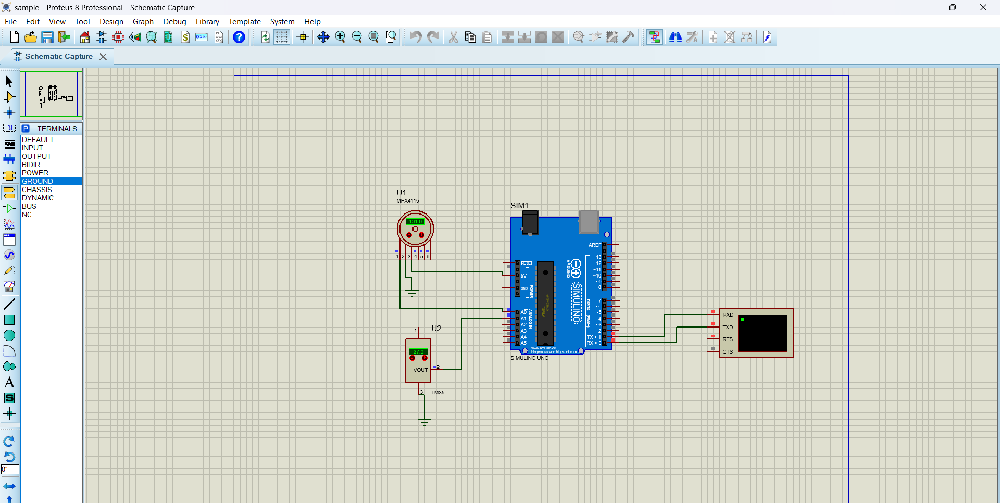 sample - Proteus 8 Professional - Schematic Capture
File Edit View Tool Design Graph Debug Library Template System Help
Schematic Capture
LBL
TERMINALS
DEFAULT
INPUT
OUTPUT
BIDIR
POWER
GROUND
CHASSIS
DYNAMIC
BUS
NC
0°
U1
MPX4115
101.0
1 2 3 4 5 6
SIM1
AREF
13
12
~11
~10
~9
8
7
~6
~5
4
~3
2
TX > 1
RX < 0
RESET
5V
GND
POWER
A0
A1
A2
A3
A4
A5
ANALOG IN
ARDUINO
SIMULINO
DIGITAL (PWM~)
ATMEL
www.arduino.cc
blogembarcado.blogspot.com
SIMULINO UNO
U2
1
27.0
VOUT
2
3
LM35
RXD
TXD
RTS
CTS